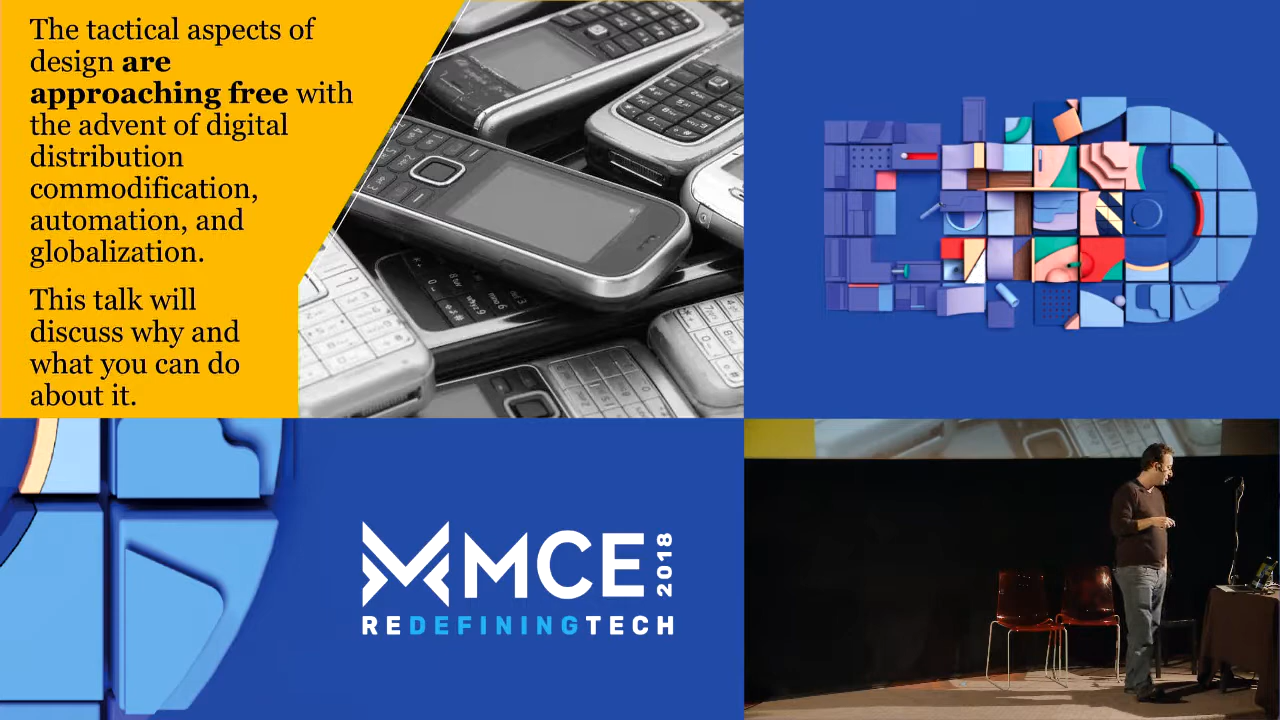 The tactical aspects of
design are
approaching free with
the advent of digital
distribution
commodification,
automation, and
globalization.
This talk will
discuss why and
what you can do
about it.
MCE 2018
REDEFININGTECH